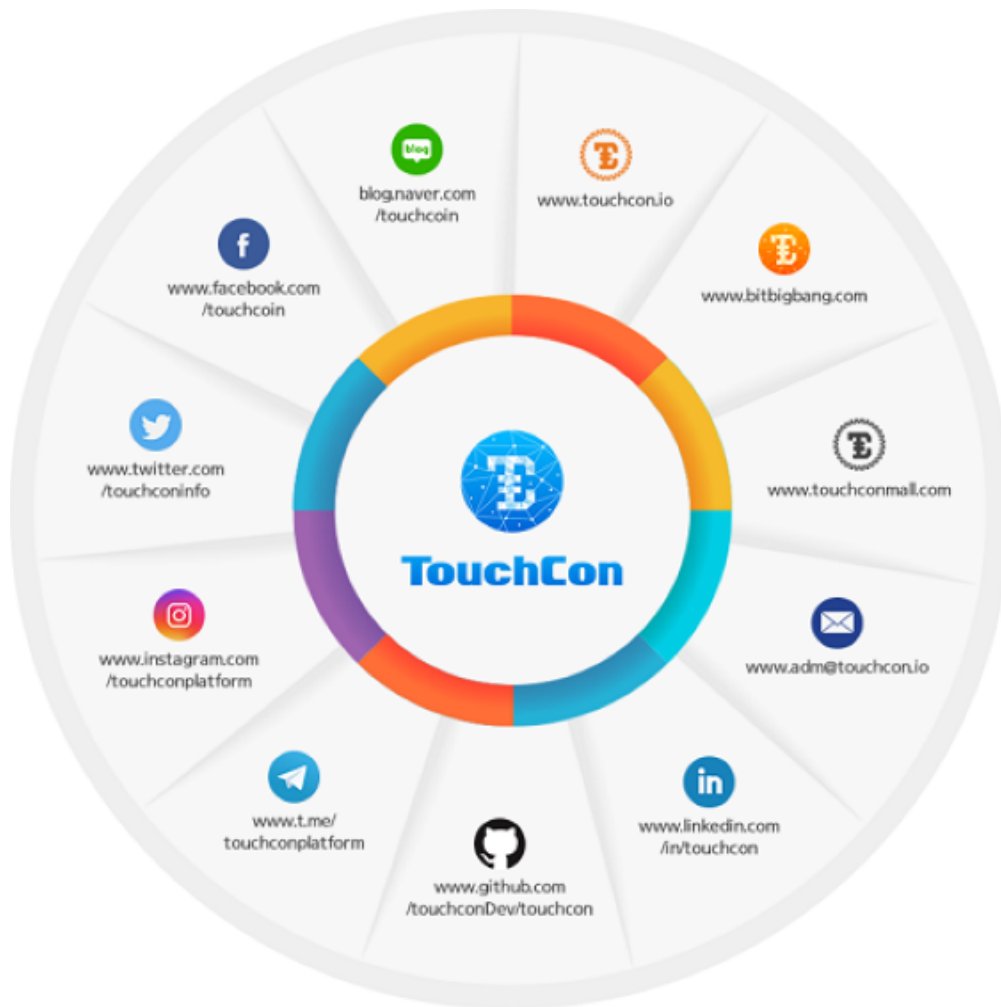 blog
blog.naver.com
/touchcoin
www.touchcon.io
www.facebook.com
/touchcoin
www.bitbigbang.com
www.twitter.com
/touchconinfo
www.touchconmall.com
TouchCon
www.instagram.com
/touchconplatform
www.adm@touchcon.io
www.t.me/
touchconplatform
www.linkedin.com
/in/touchcon
www.github.com
/touchconDev/touchcon